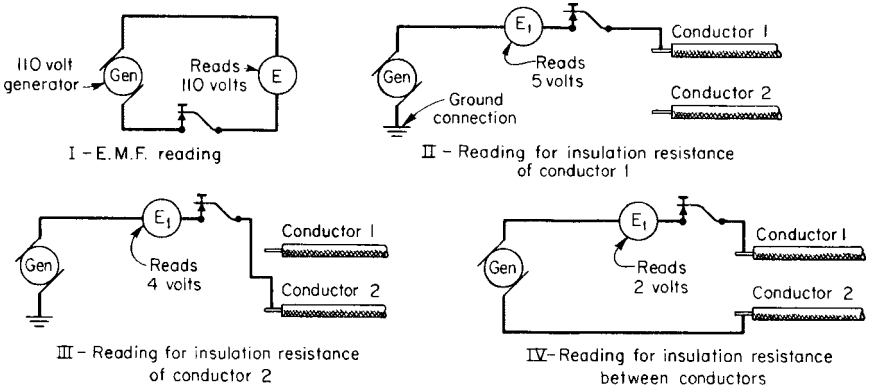 110 volt
generator
Gen
Reads
110 volts
E
I - E.M.F. reading
E₁
Reads
5 volts
Gen
Ground
connection
Conductor 1
Conductor 2
II - Reading for insulation resistance
of conductor 1
Gen
E₁
Reads
4 volts
Conductor 1
Conductor 2
III - Reading for insulation resistance
of conductor 2
Gen
E₁
Reads
2 volts
Conductor 1
Conductor 2
IV- Reading for insulation resistance
between conductors